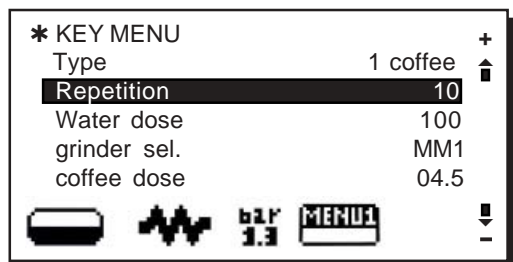 ✱ KEY MENU
+
Type 1 coffee
Repetition 10
Water dose 100
grinder sel. MM1
coffee dose 04.5
bar MENU1
1.3
–